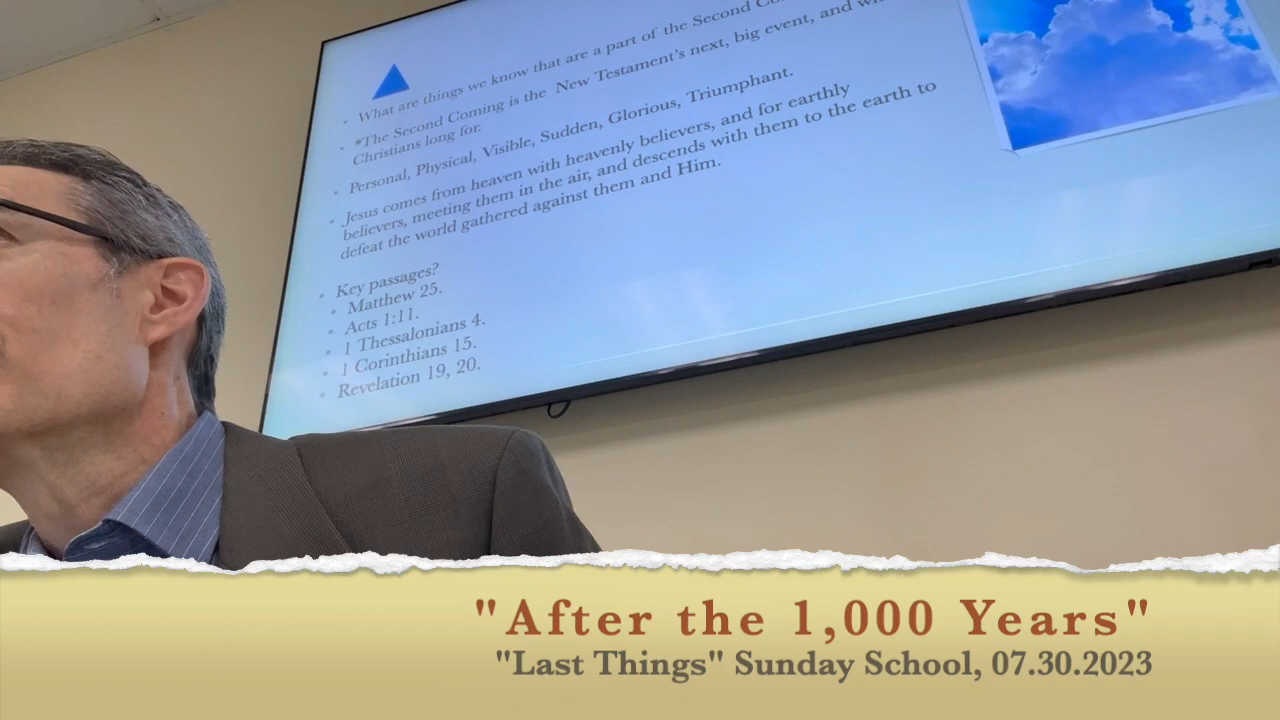 What are things we know that are a part of the Second
*The Second Coming is the New Testament's next, big event, and
Christians long for.
Personal, Physical, Visible, Sudden, Glorious, Triumphant.
Jesus comes from heaven with heavenly believers, and for earthly
believers, meeting them in the air, and descends with them to the earth to
defeat the world gathered against them and Him.
Key passages?
Matthew 25.
Acts 1:11.
1 Thessalonians 4.
1 Corinthians 15.
Revelation 19, 20.
"After the 1,000 Years"
"Last Things" Sunday School, 07.30.2023